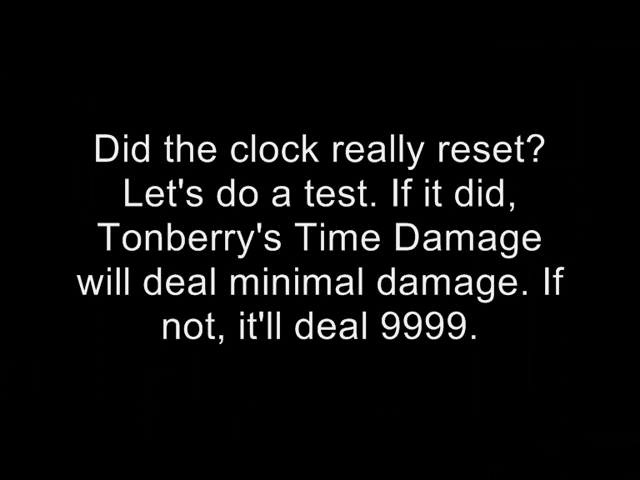 Did the clock really reset?
Let's do a test. If it did,
Tonberry's Time Damage
will deal minimal damage. If
not, it'll deal 9999.